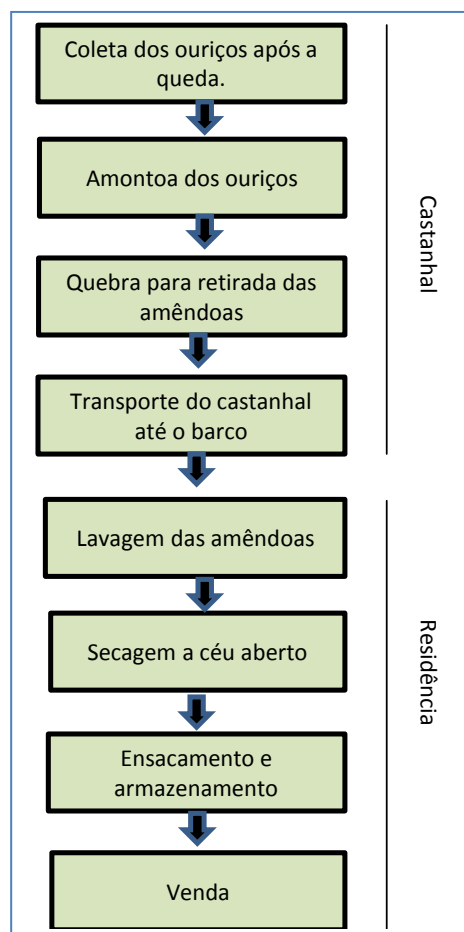 Coleta dos ouriços após a
queda.
Amontoa dos ouriços
Quebra para retirada das
amêndoas
Transporte do castanhal
até o barco
Castanhal
Lavagem das amêndoas
Secagem a céu aberto
Ensacamento e
armazenamento
Venda
Residência